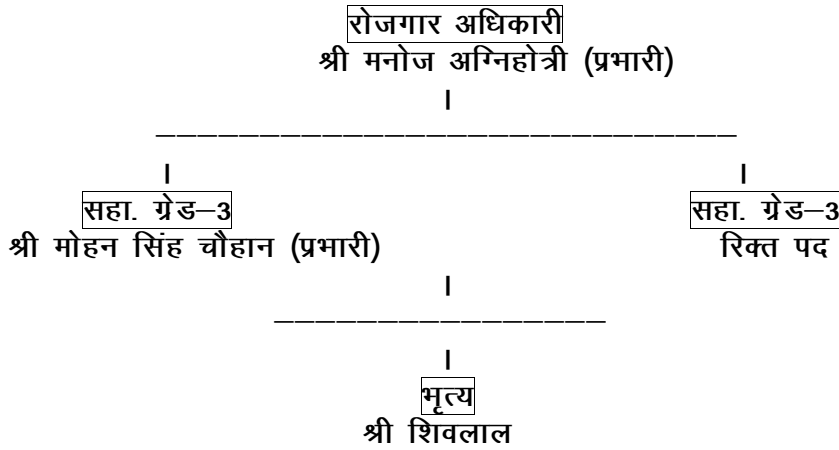 रोजगार अधिकारी
श्री मनोज अग्निहोत्री (प्रभारी)
सहा. ग्रेड–3 सहा. ग्रेड–3
श्री मोहन सिंह चौहान (प्रभारी) रिक्त पद
भृत्य
श्री शिवलाल